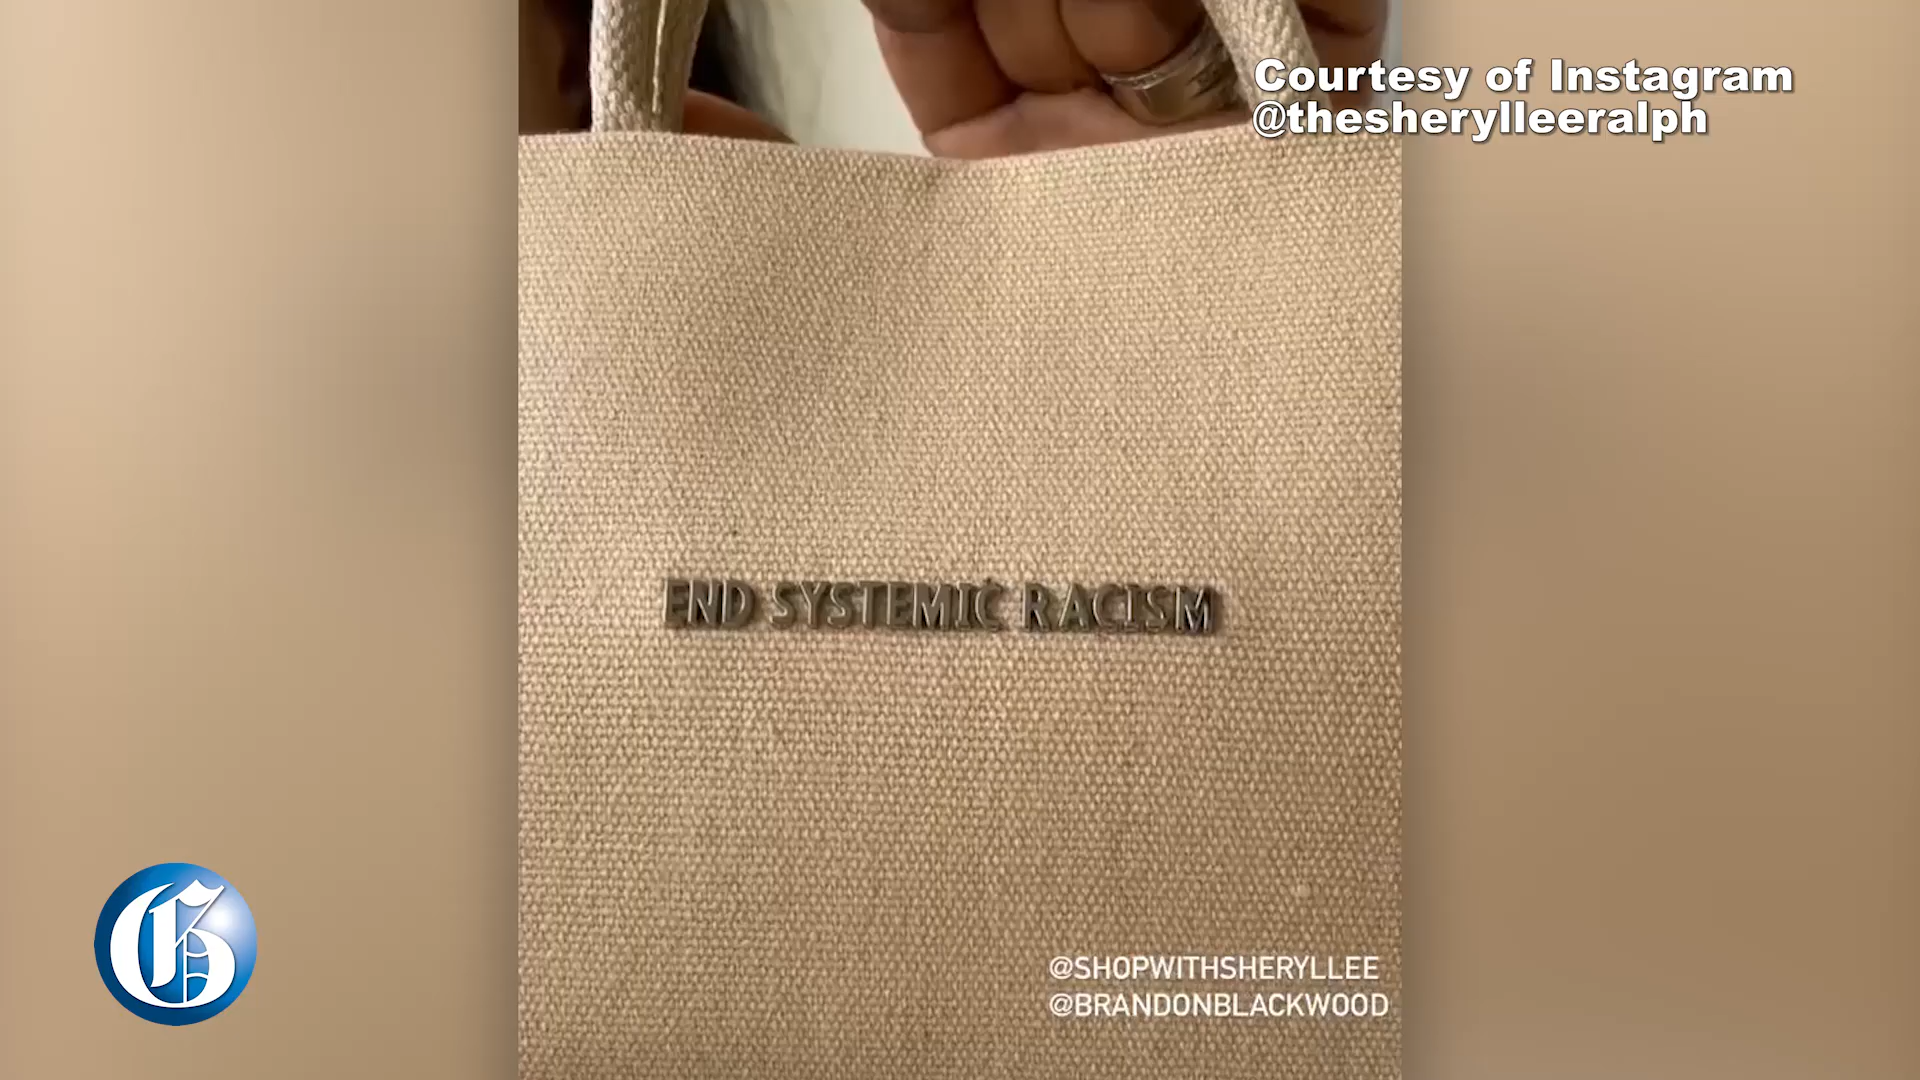 Courtesy of Instagram
@thesherylleeralph
END SYSTEMIC RACISM
@SHOPWITHSHERYLLEE
@BRANDONBLACKWOOD
G